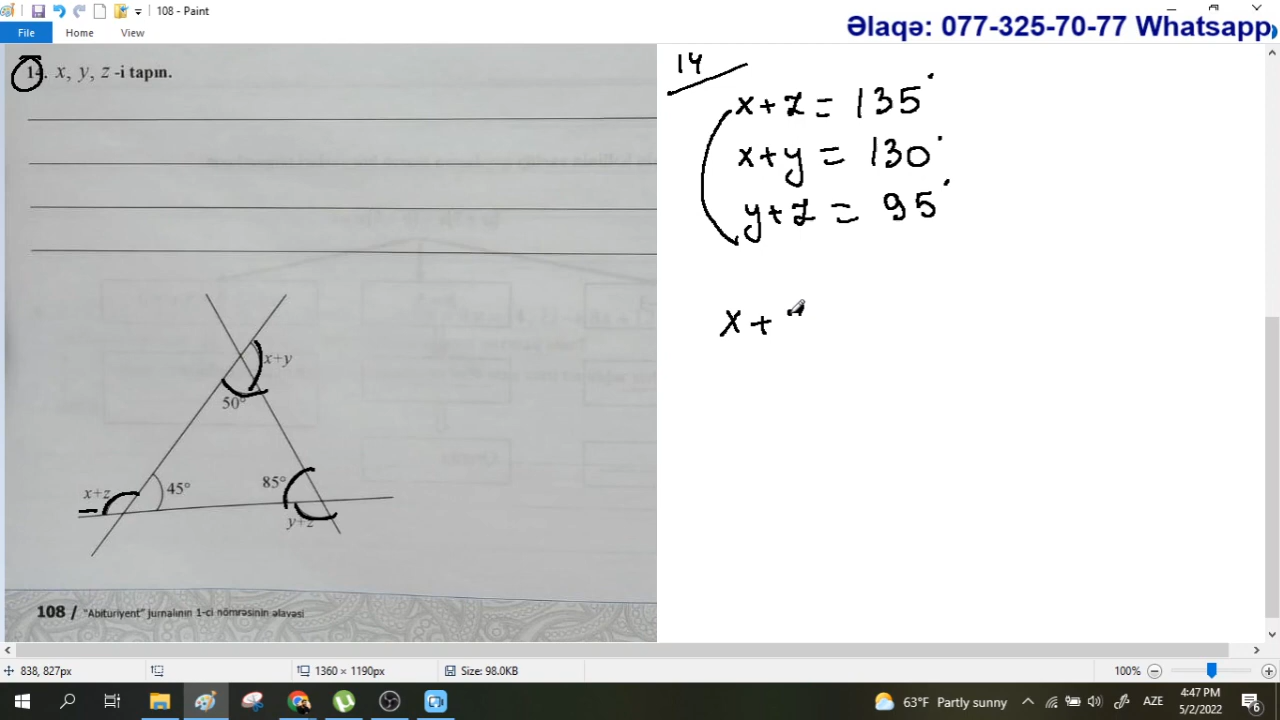 108 - Paint
Əlaqə: 077-325-70-77 Whatsapp
File Home View
14. x, y, z -i tapın.
x+y
50°
45°
85°
x+z
y+z
108 / "Abituriyent" jurnalının 1-ci nömrəsinin əlavəsi
14
x+z = 135°
x+y = 130°
y+z = 95°
x+
838, 827px
1360 × 1190px
Size: 98.0KB
100%
63°F Partly sunny
AZE
4:47 PM
5/2/2022
6